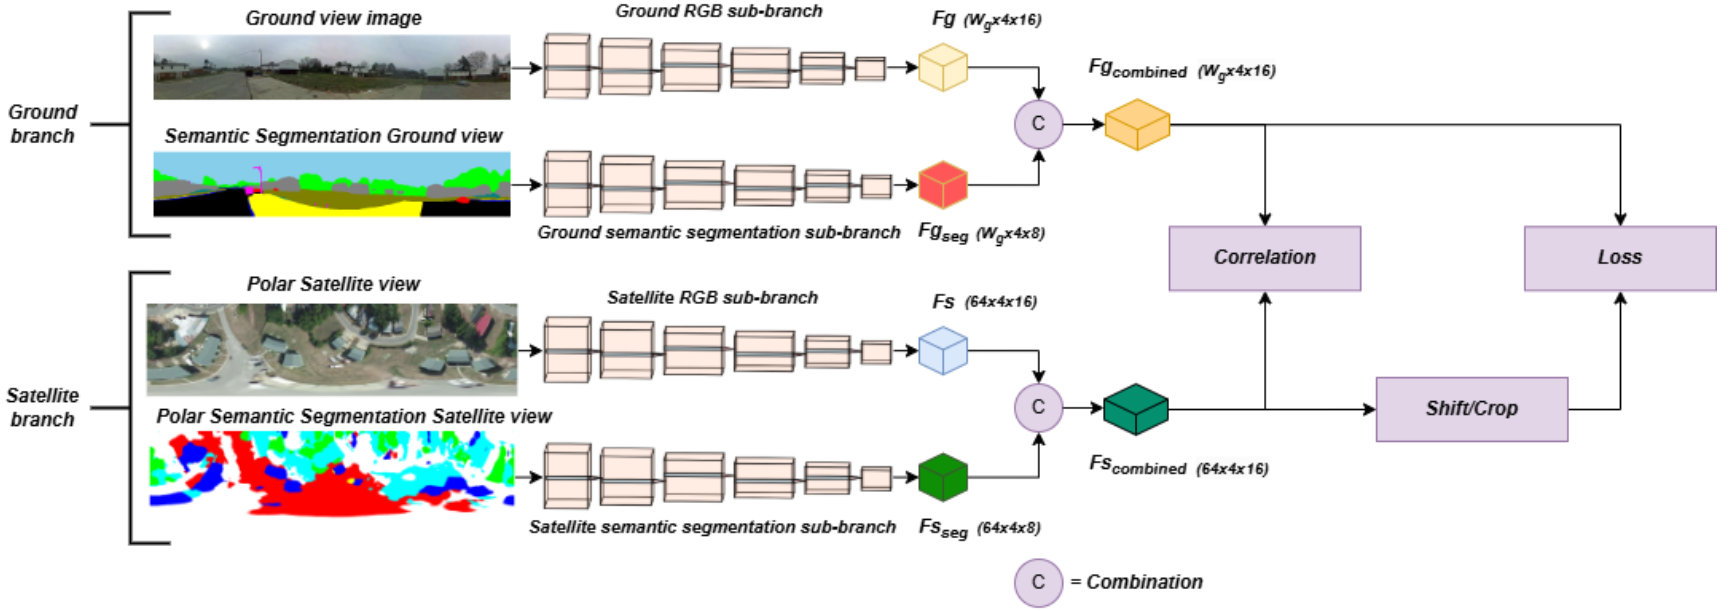 Ground view image
Ground RGB sub-branch
Fg (Wgx4x16)
Fgcombined (Wgx4x16)
Ground
branch
C
Semantic Segmentation Ground view
Ground semantic segmentation sub-branch
Fgseg (Wgx4x8)
Correlation
Loss
Polar Satellite view
Satellite RGB sub-branch
Fs (64x4x16)
Satellite
branch
C
Shift/Crop
Polar Semantic Segmentation Satellite view
Fscombined (64x4x16)
Satellite semantic segmentation sub-branch
Fsseg (64x4x8)
C = Combination